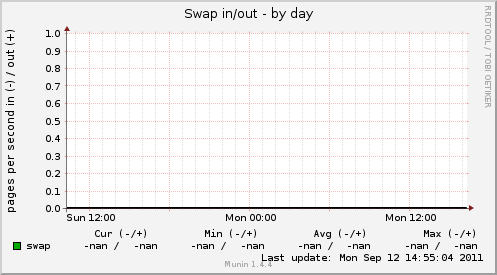 Swap in/out - by day
RRDTOOL / TOBI OETIKER
pages per second in (-) / out (+)
1.0
0.9
0.8
0.7
0.6
0.5
0.4
0.3
0.2
0.1
0.0
Sun 12:00 Mon 00:00 Mon 12:00
Cur (-/+) Min (-/+) Avg (-/+) Max (-/+)
swap -nan / -nan -nan / -nan -nan / -nan -nan / -nan
Last update: Mon Sep 12 14:55:04 2011
Munin 1.4.4